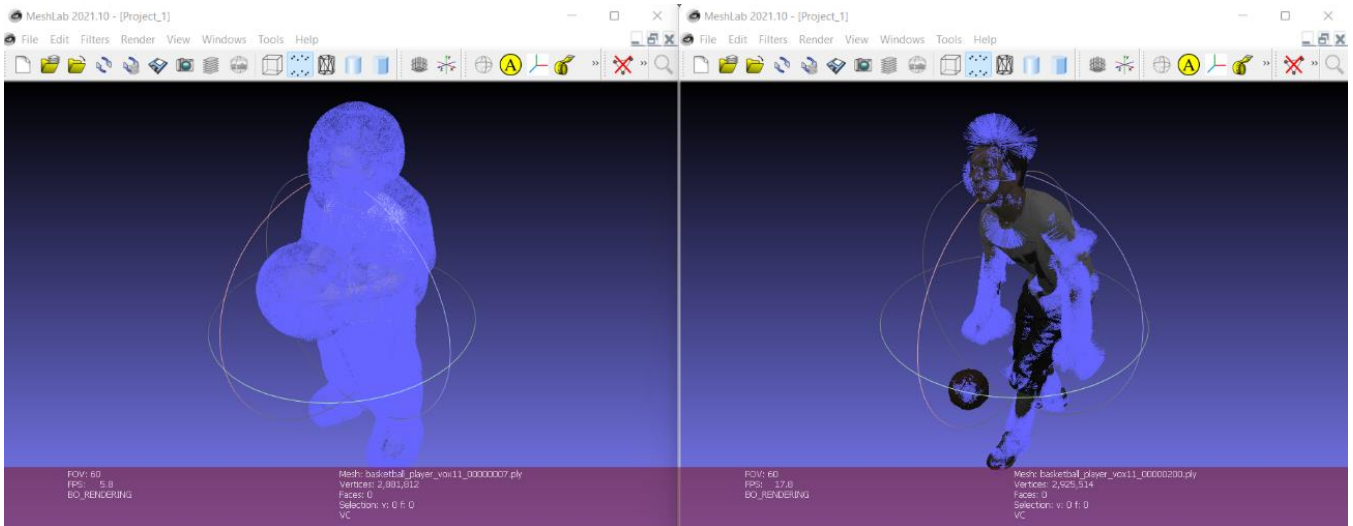 MeshLab 2021.10 - [Project_1]
File Edit Filters Render View Windows Tools Help
A
FOV: 60
FPS: 5.8
BO_RENDERING
Mesh: basketball_player_vox11_00000007.ply
Vertices: 2,881,812
Faces: 0
Selection: v: 0 f: 0
VC
MeshLab 2021.10 - [Project_1]
File Edit Filters Render View Windows Tools Help
A
FOV: 60
FPS: 17.8
BO_RENDERING
Mesh: basketball_player_vox11_00000200.ply
Vertices: 2,925,514
Faces: 0
Selection: v: 0 f: 0
VC